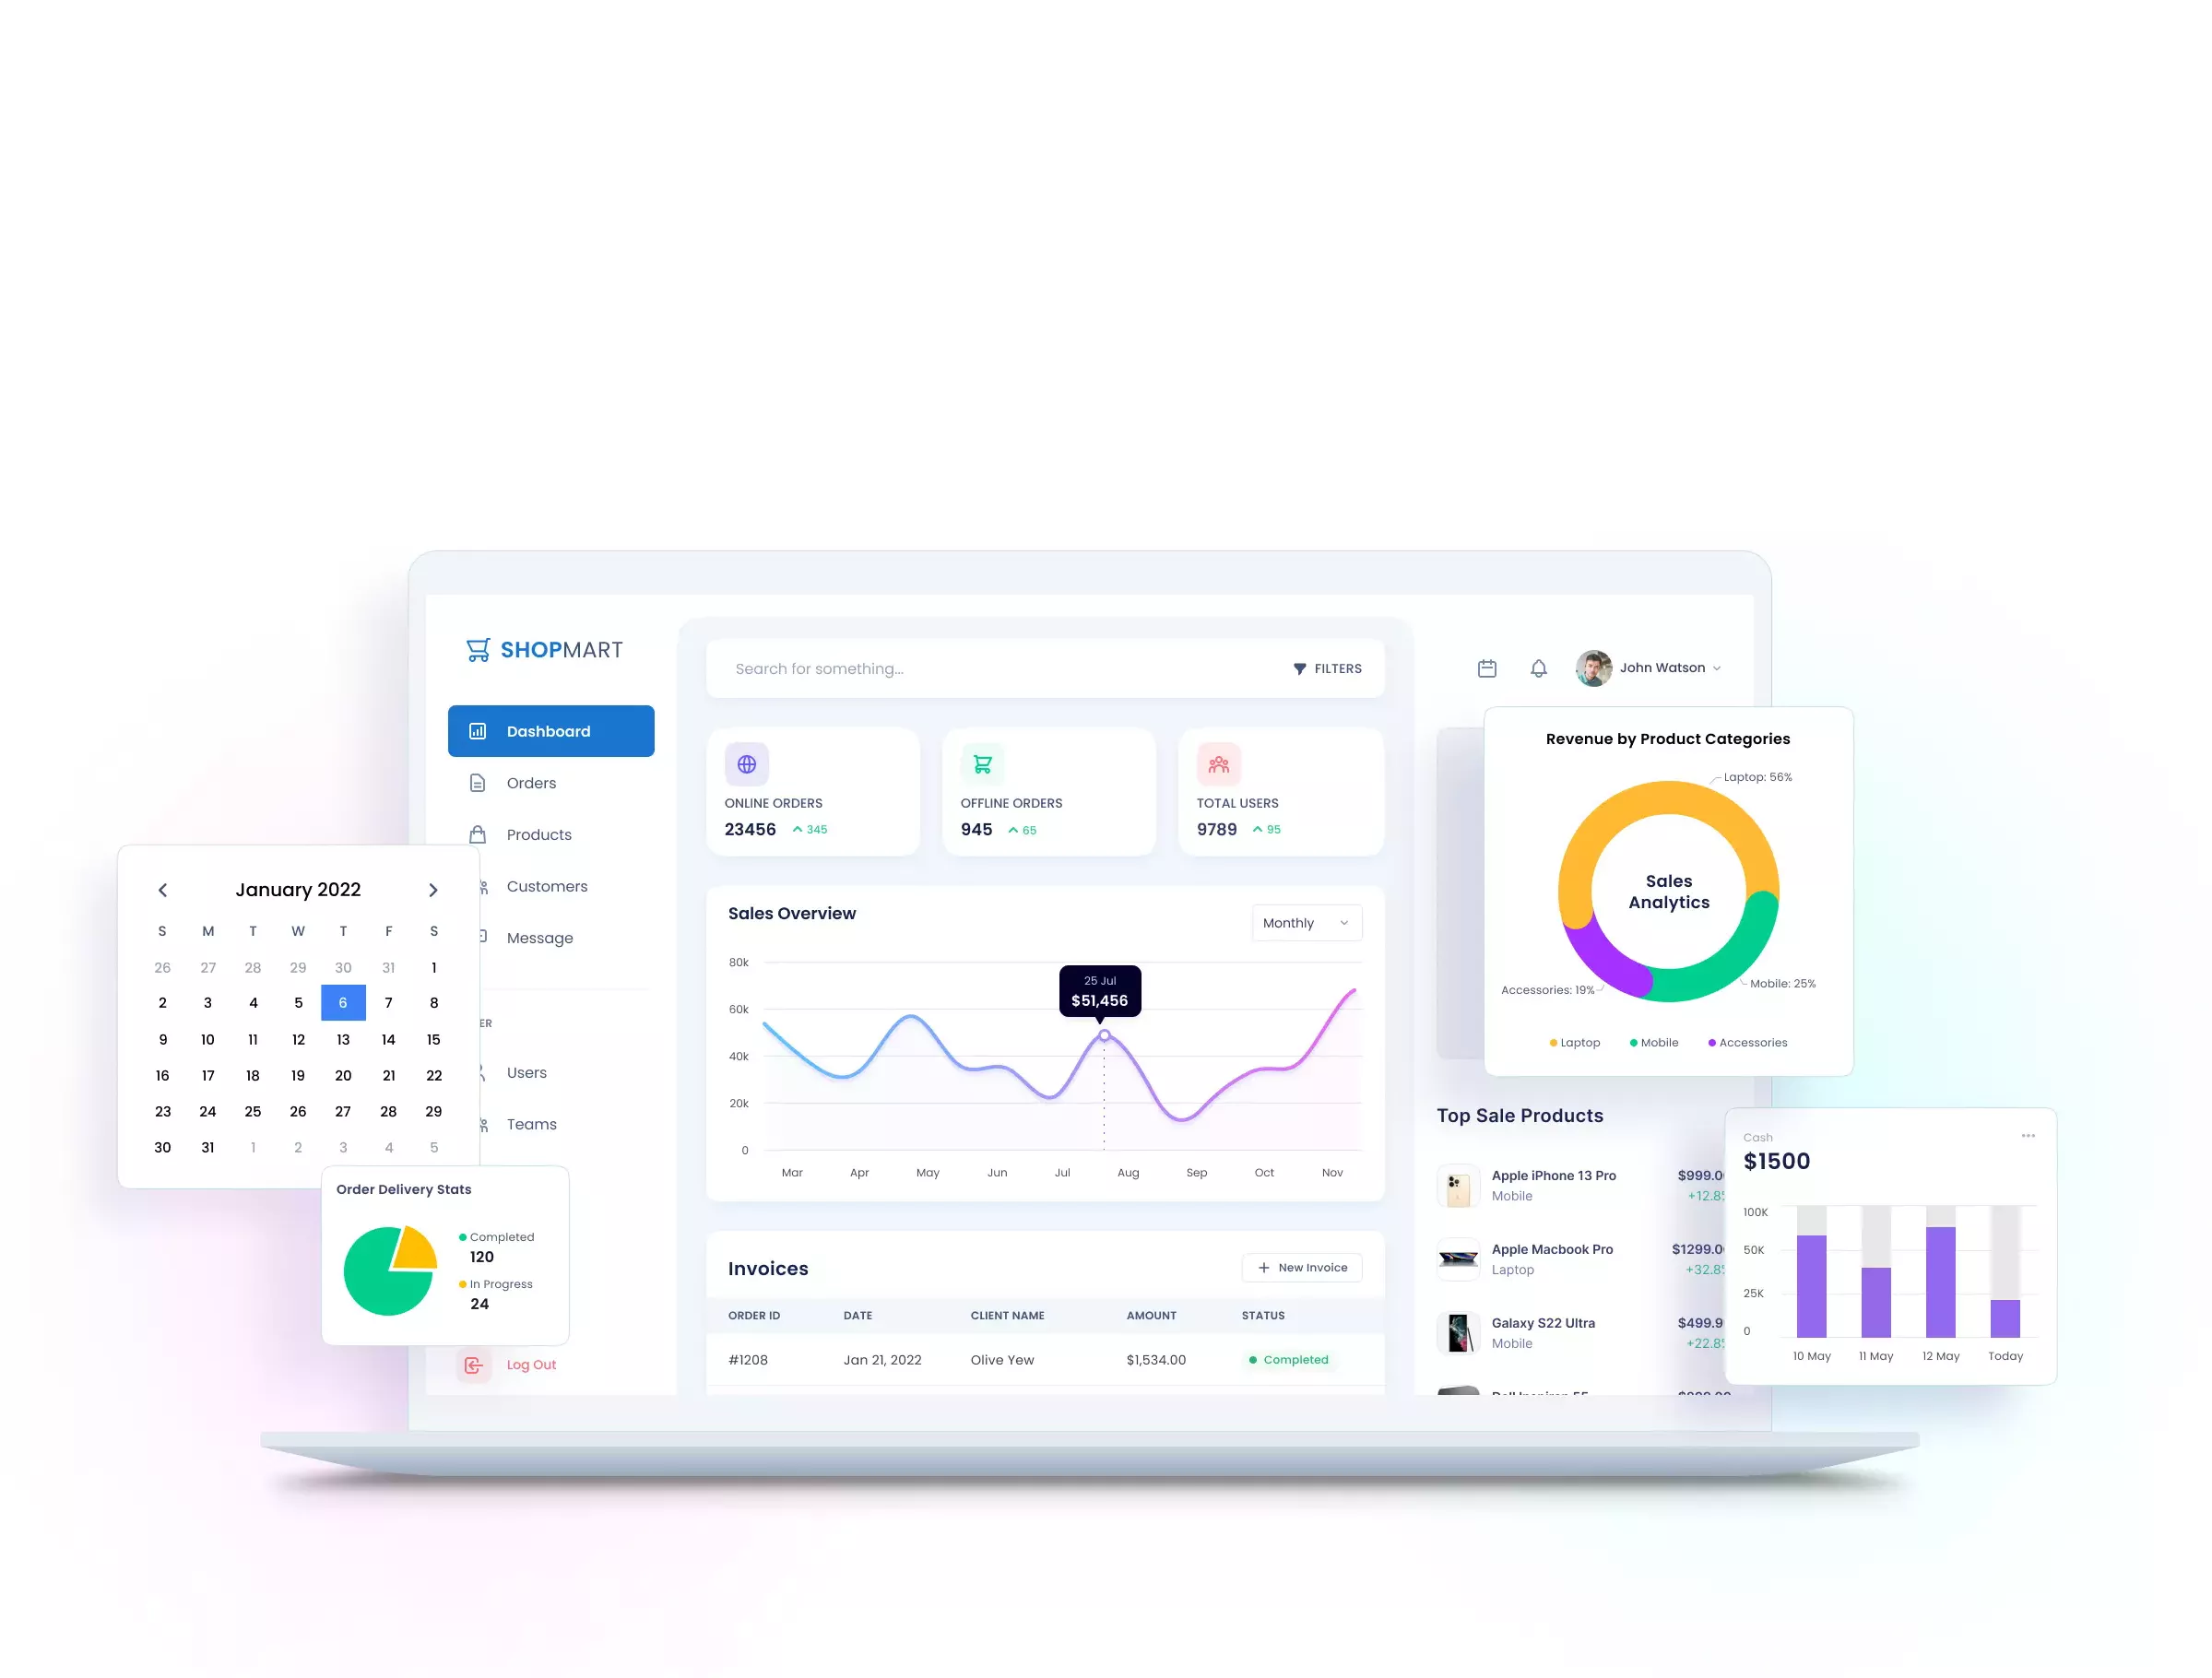 SHOPMART
Dashboard
Orders
Products
Customers
Message
ER
Users
Teams
Log Out
January 2022
S M T W T F S
26 27 28 29 30 31 1
2 3 4 5 6 7 8
9 10 11 12 13 14 15
16 17 18 19 20 21 22
23 24 25 26 27 28 29
30 31 1 2 3 4 5
Order Delivery Stats
Completed
120
In Progress
24
Search for something...
FILTERS
ONLINE ORDERS
23456 345
OFFLINE ORDERS
945 65
TOTAL USERS
9789 95
Sales Overview
Monthly
80k
60k
40k
20k
0
25 Jul
$51,456
Mar Apr May Jun Jul Aug Sep Oct Nov
Invoices
+ New Invoice
ORDER ID DATE CLIENT NAME AMOUNT STATUS
#1208 Jan 21, 2022 Olive Yew $1,534.00 Completed
John Watson
Revenue by Product Categories
Laptop: 56%
Sales
Analytics
Mobile: 25%
Accessories: 19%
Laptop Mobile Accessories
Top Sale Products
Apple iPhone 13 Pro $999.0
Mobile +12.8
Apple Macbook Pro $1299.0
Laptop +32.8
Galaxy S22 Ultra $499.9
Mobile +22.8
Cash
$1500
100K
50K
25K
0
10 May 11 May 12 May Today